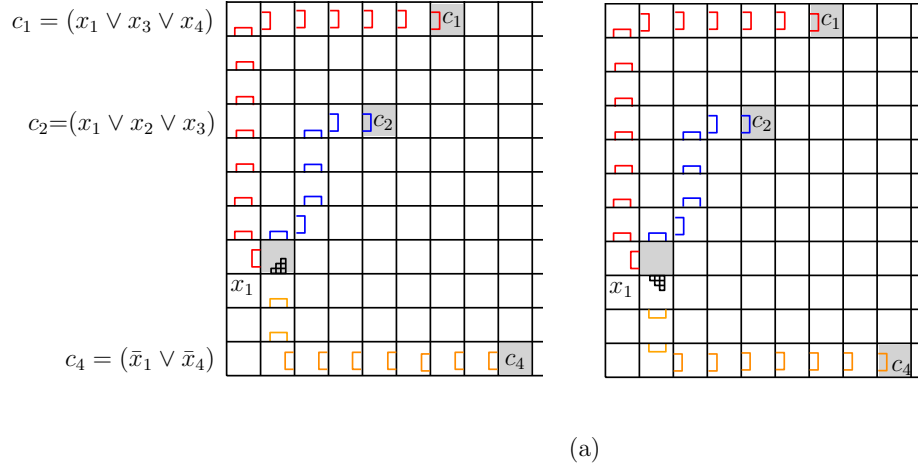 c₁ = (x₁ ∨ x₃ ∨ x₄)
c₁
c₁
c₂=(x₁ ∨ x₂ ∨ x₃)
c₂
c₂
x₁
x₁
c₄ = (x̄₁ ∨ x̄₄)
c₄
c₄
(a)